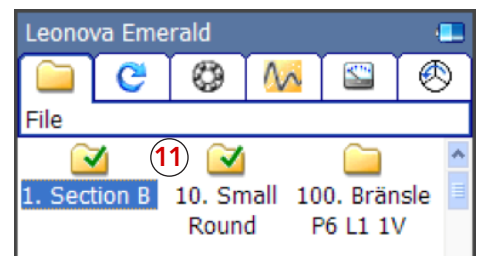 Leonova Emerald
File
11
1. Section B 10. Small 100. Bränsle
Round P6 L1 1V